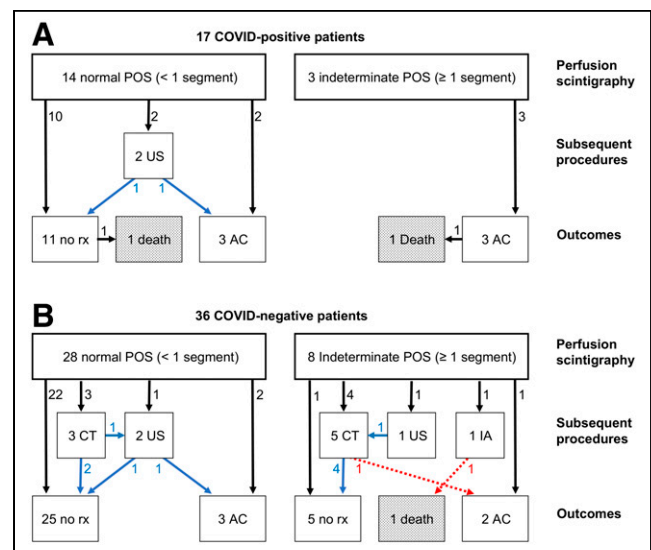 A
17 COVID-positive patients
14 normal POS (< 1 segment)
3 indeterminate POS (≥ 1 segment)
Perfusion
scintigraphy
10
2
2
3
2 US
Subsequent
procedures
1
1
11 no rx
1
1 death
3 AC
1 Death
1
3 AC
Outcomes
B
36 COVID-negative patients
28 normal POS (< 1 segment)
8 Indeterminate POS (≥ 1 segment)
Perfusion
scintigraphy
22
3
1
2
1
4
1
1
1
3 CT
1
2 US
5 CT
1
1 US
1 IA
Subsequent
procedures
2
1
1
4
1
1
25 no rx
3 AC
5 no rx
1 death
2 AC
Outcomes